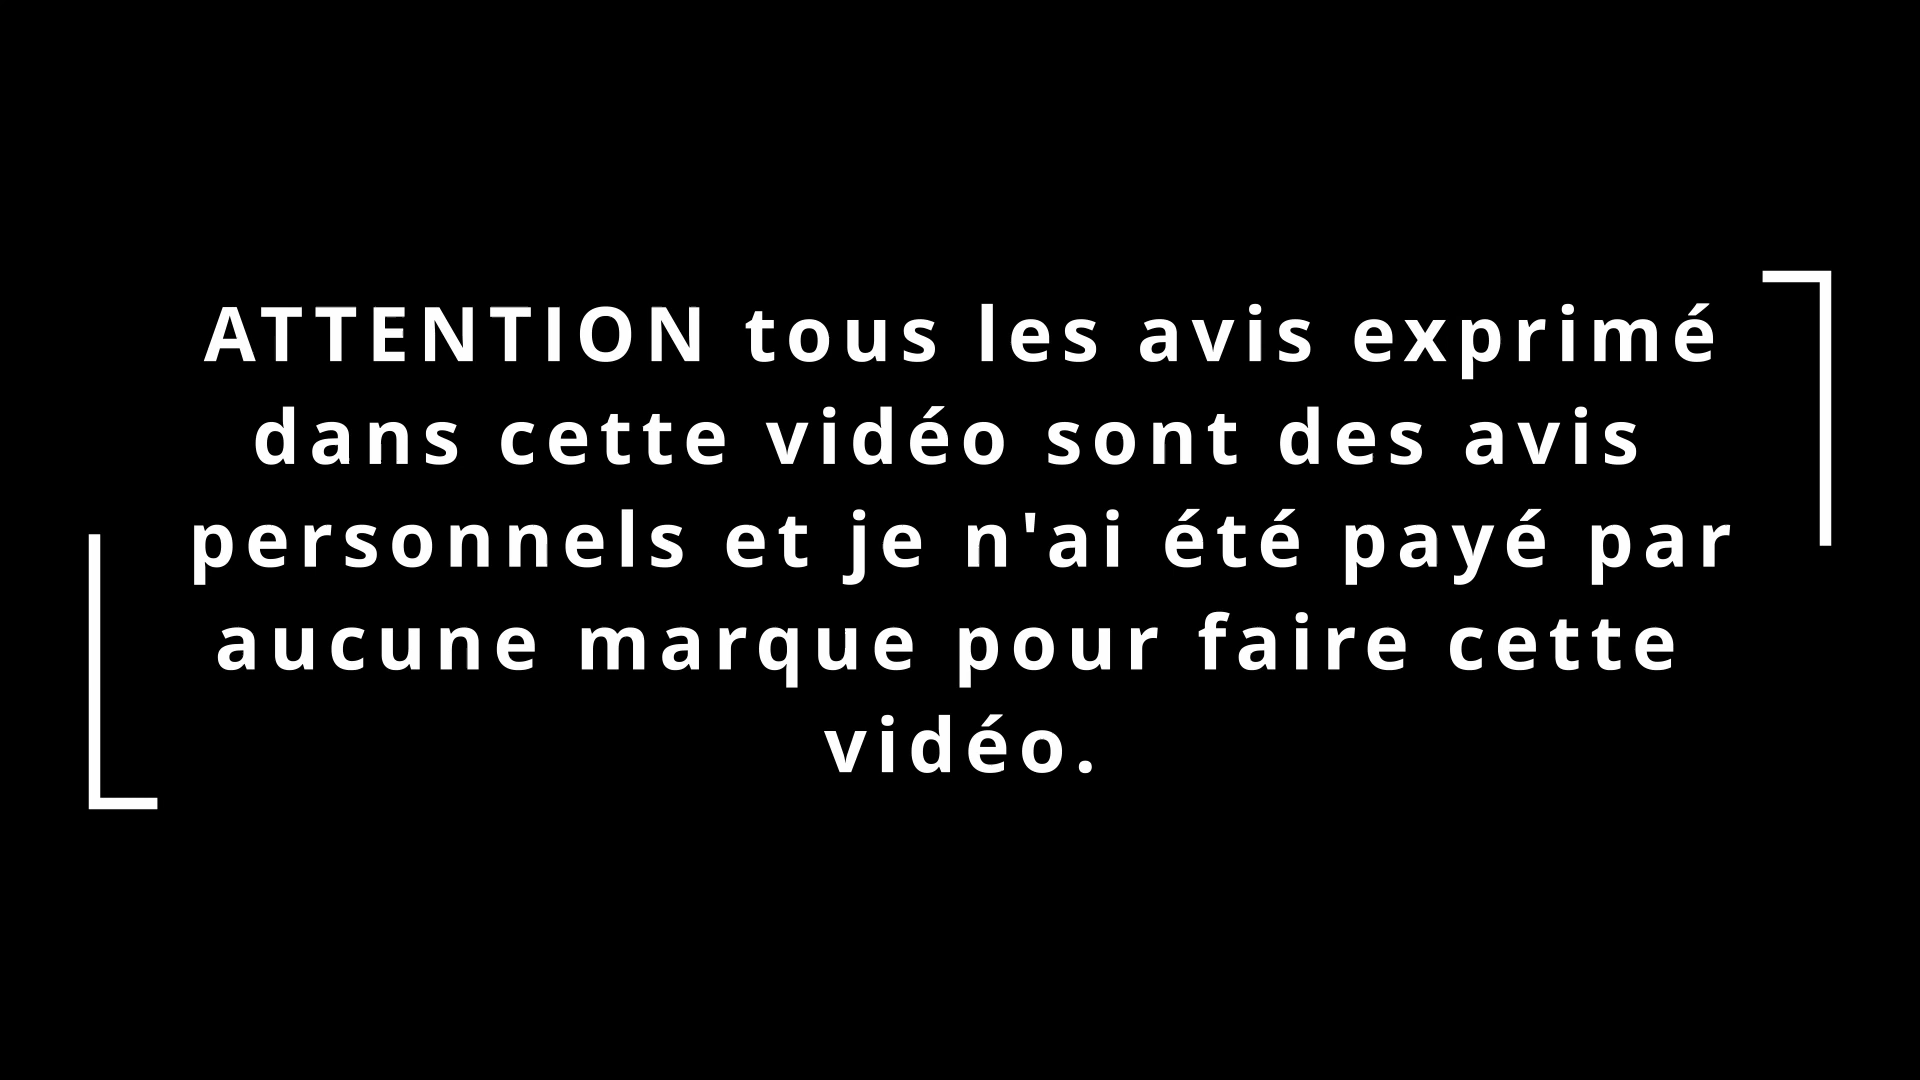 ATTENTION tous les avis exprimé
dans cette vidéo sont des avis
personnels et je n'ai été payé par
aucune marque pour faire cette
vidéo.